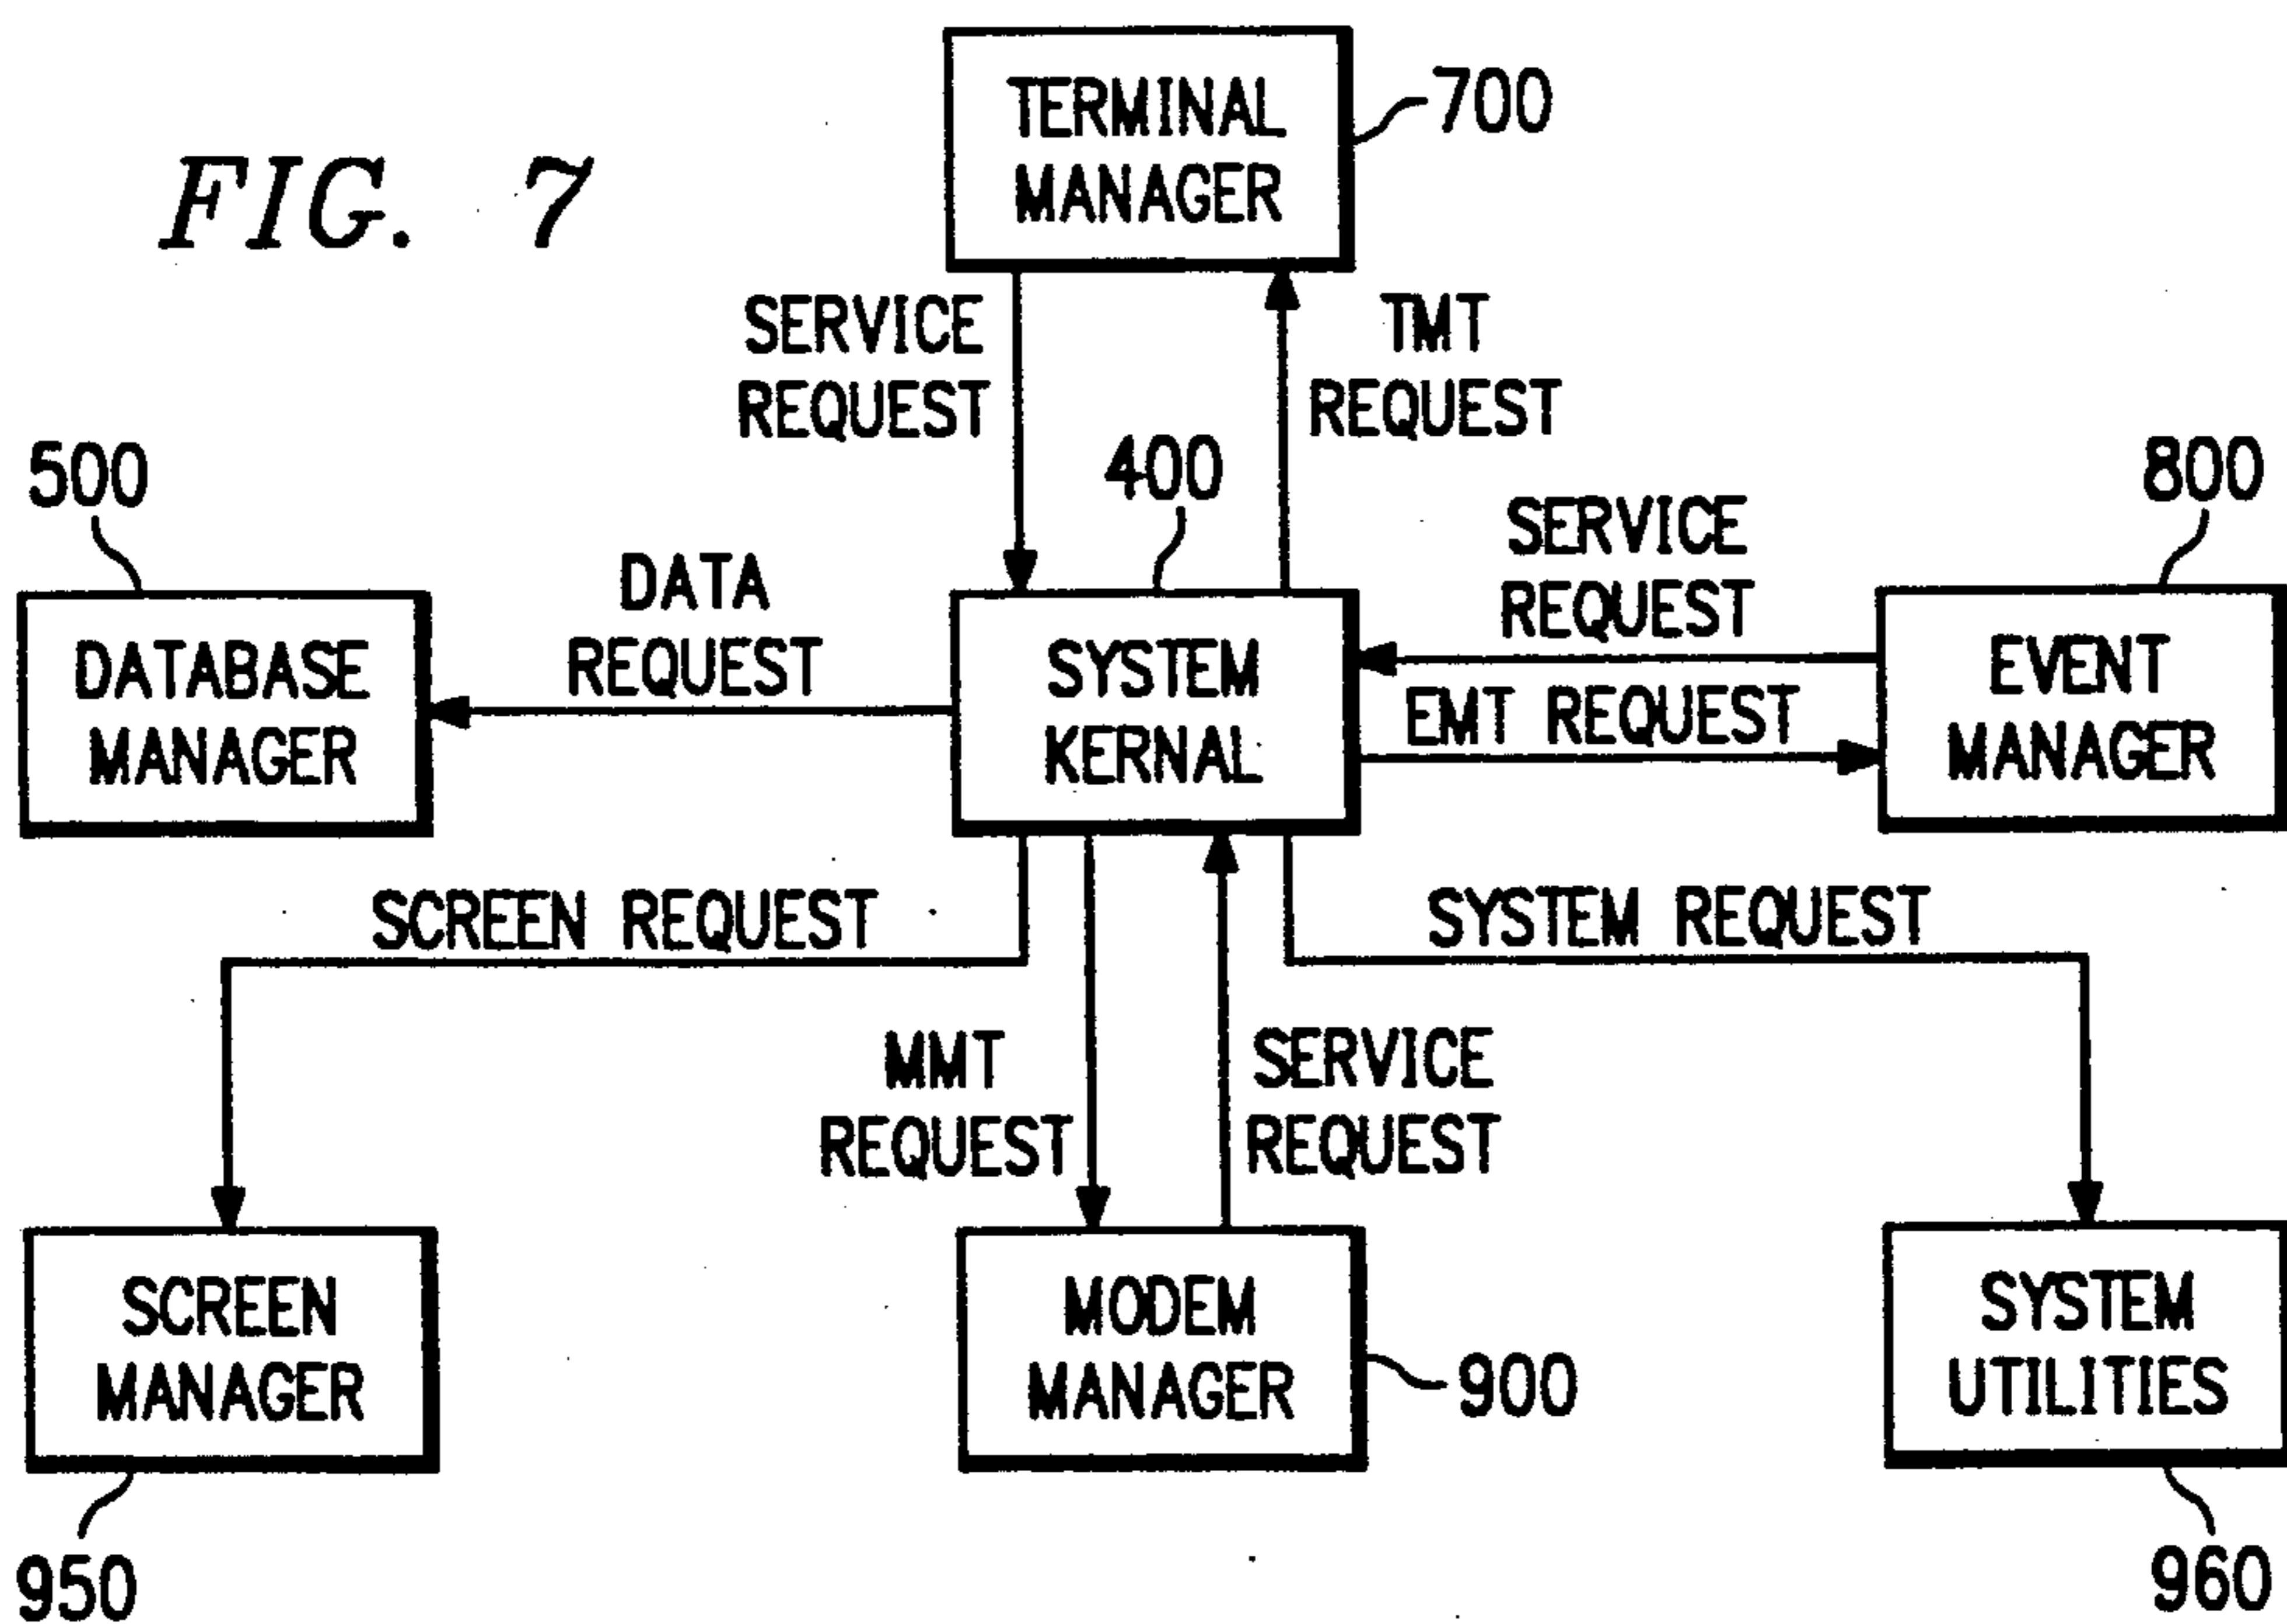 FIG. 7
TERMINAL
MANAGER
700
SERVICE
REQUEST
TMT
REQUEST
500
400
800
DATA
REQUEST
SERVICE
REQUEST
DATABASE
MANAGER
SYSTEM
KERNAL
EMT REQUEST
EVENT
MANAGER
SCREEN REQUEST
SYSTEM REQUEST
MMT
REQUEST
SERVICE
REQUEST
SCREEN
MANAGER
MODEM
MANAGER
900
SYSTEM
UTILITIES
950
960